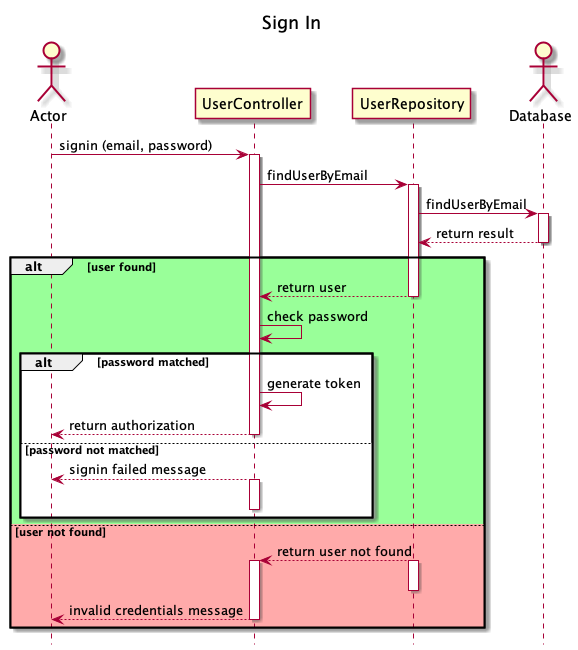 Sign In
Actor
UserController
UserRepository
Database
signin (email, password)
findUserByEmail
findUserByEmail
return result
alt [user found]
return user
check password
alt [password matched]
generate token
return authorization
[password not matched]
signin failed message
[user not found]
return user not found
invalid credentials message